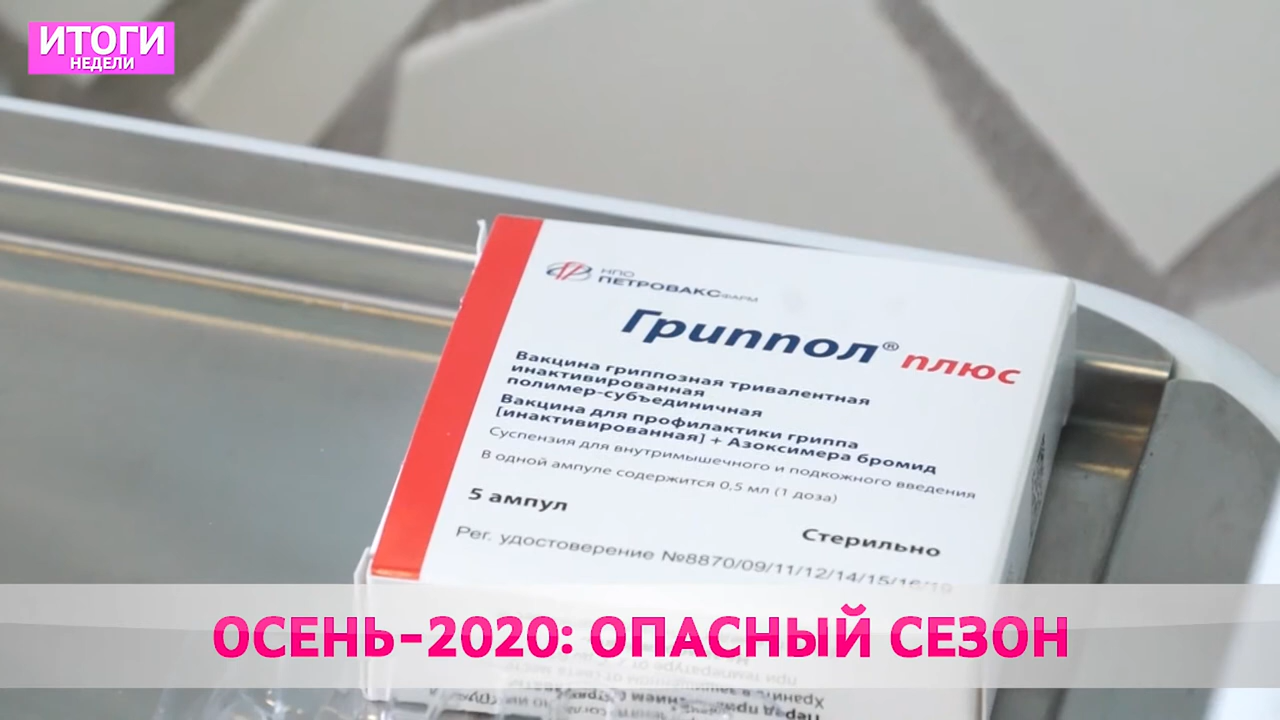 ИТОГИ
НЕДЕЛИ
НПО
ПЕТРОВАКСФАРМ
Гриппол® плюс
Вакцина гриппозная тривалентная
инактивированная
полимер-субъединичная
Вакцина для профилактики гриппа
[инактивированная] + Азоксимера бромид
Суспензия для внутримышечного и подкожного введения
В одной ампуле содержится 0,5 мл (1 доза)
5 ампул
Стерильно
Рег. удостоверение №8870/09/11/12/14/15/16/19
ОСЕНЬ-2020: ОПАСНЫЙ СЕЗОН